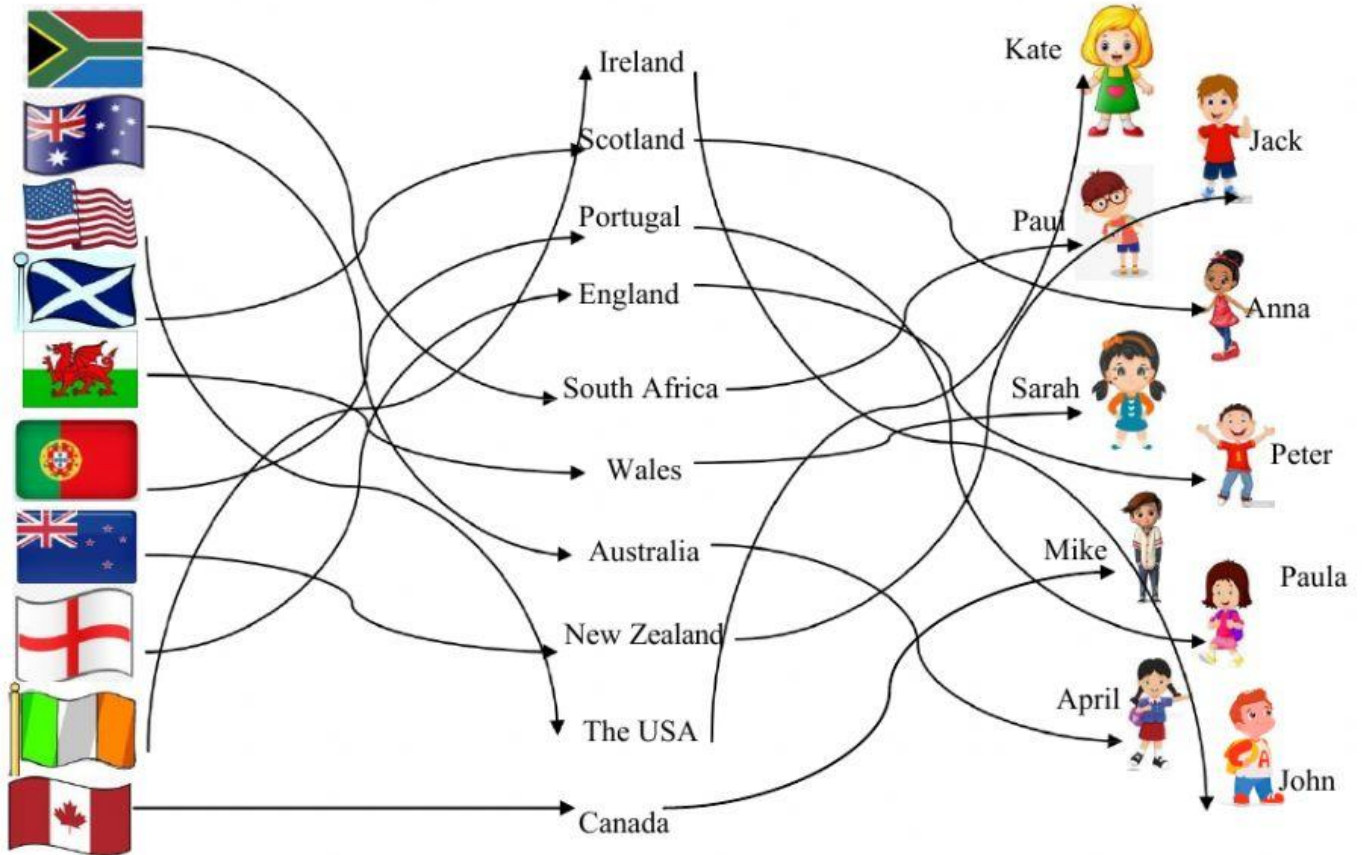 Ireland
Scotland
Portugal
England
South Africa
Wales
Australia
New Zealand
The USA
Canada
Kate
Jack
Paul
Anna
Sarah
Peter
Mike
Paula
April
John
A
1